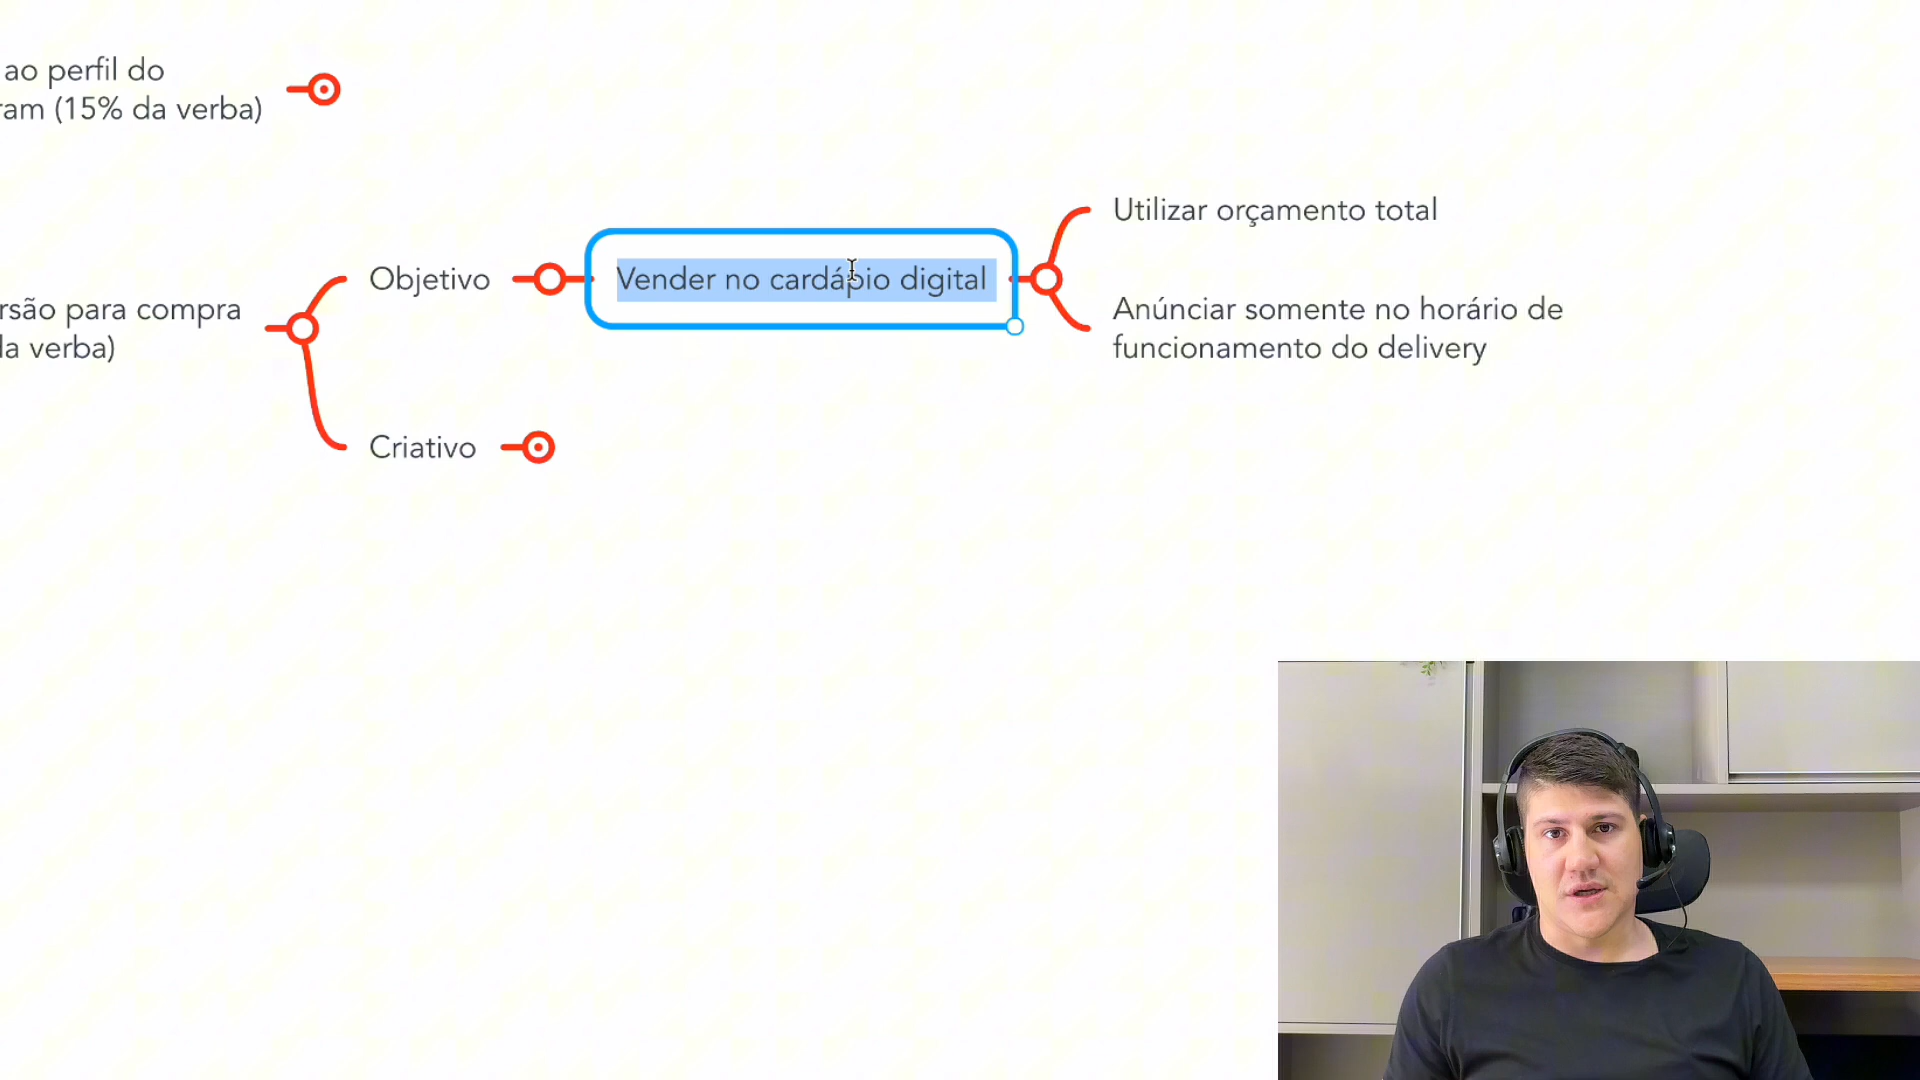 ao perfil do
ram (15% da verba)
Utilizar orçamento total
Objetivo
Vender no cardápio digital
Anúnciar somente no horário de
funcionamento do delivery
rsão para compra
da verba)
Criativo